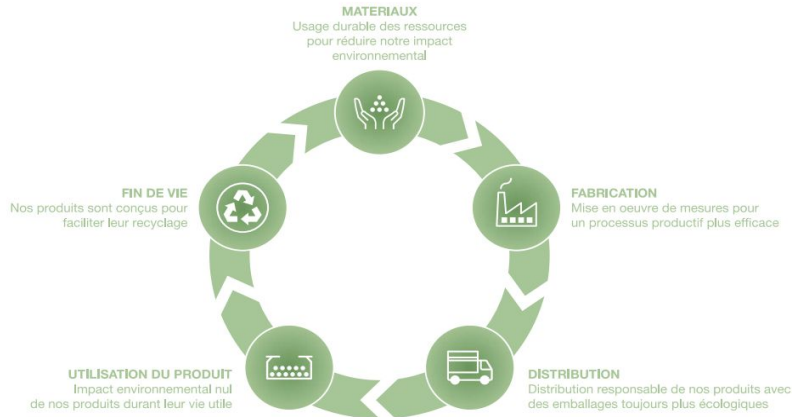 MATERIAUX
Usage durable des ressources
pour réduire notre impact
environnemental
FABRICATION
Mise en oeuvre de mesures pour
un processus productif plus efficace
DISTRIBUTION
Distribution responsable de nos produits avec
des emballages toujours plus écologiques
UTILISATION DU PRODUIT
Impact environnemental nul
de nos produits durant leur vie utile
FIN DE VIE
Nos produits sont conçus pour
faciliter leur recyclage